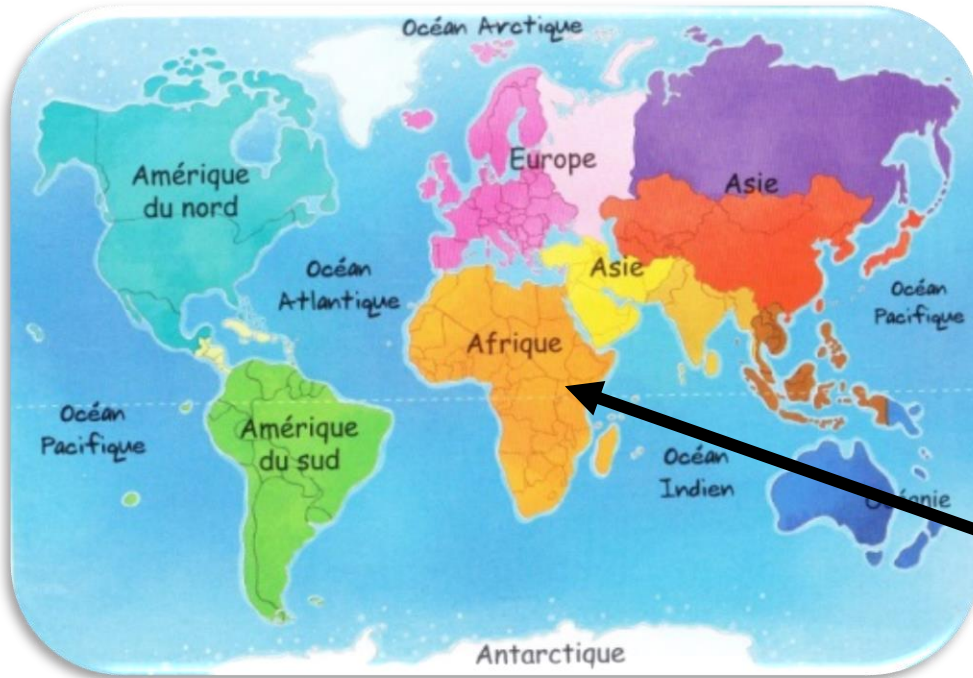 Océan Arctique
Amérique
du nord
Europe
Asie
Océan
Atlantique
Asie
Océan
Pacifique
Afrique
Océan
Pacifique
Amérique
du sud
Océan
Indien
Océanie
Antarctique